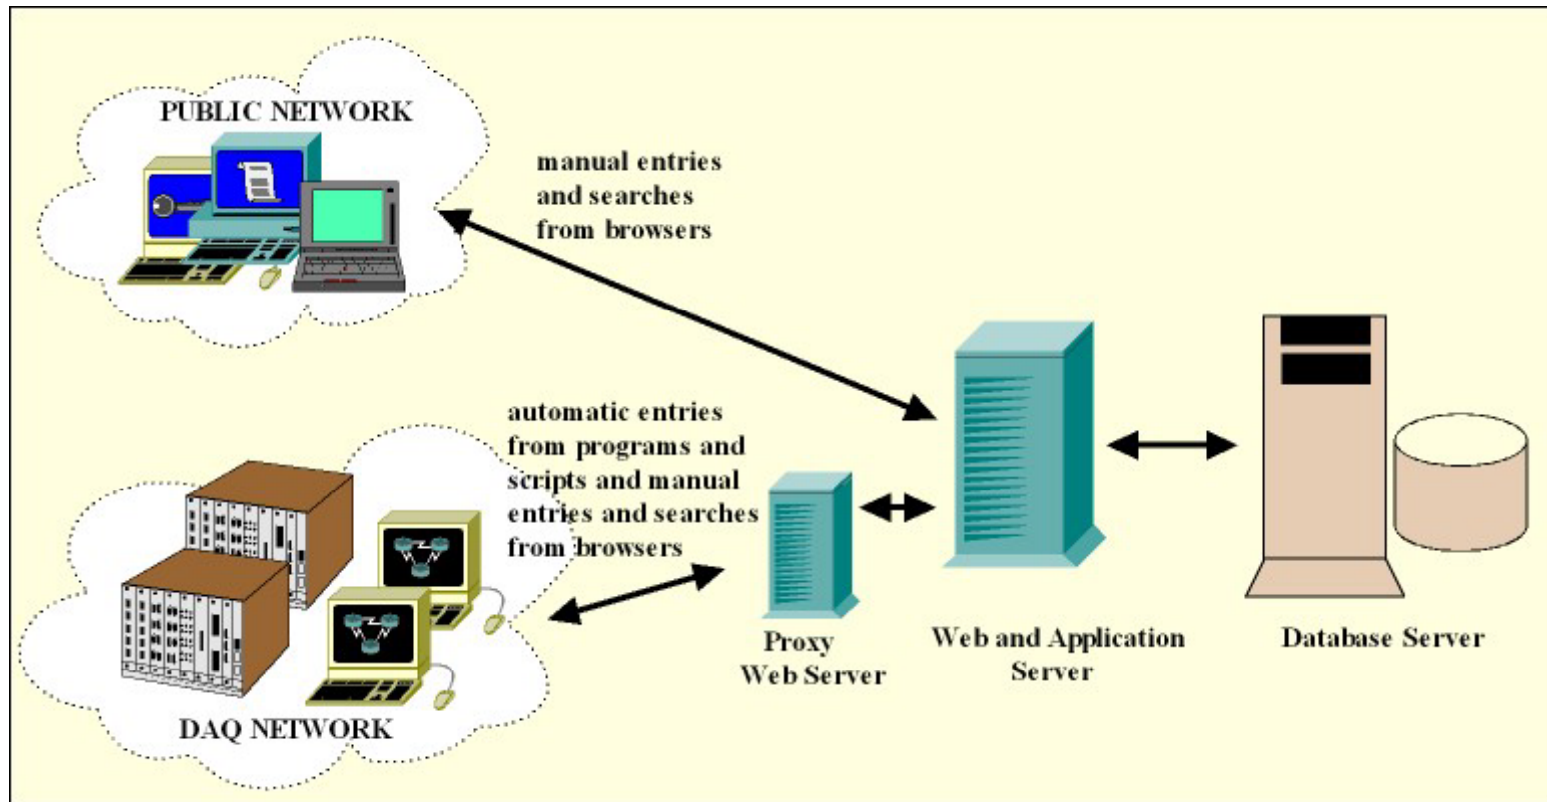 PUBLIC NETWORK
manual entries
and searches
from browsers
automatic entries
from programs and
scripts and manual
entries and searches
from browsers
DAQ NETWORK
Proxy
Web Server
Web and Application
Server
Database Server